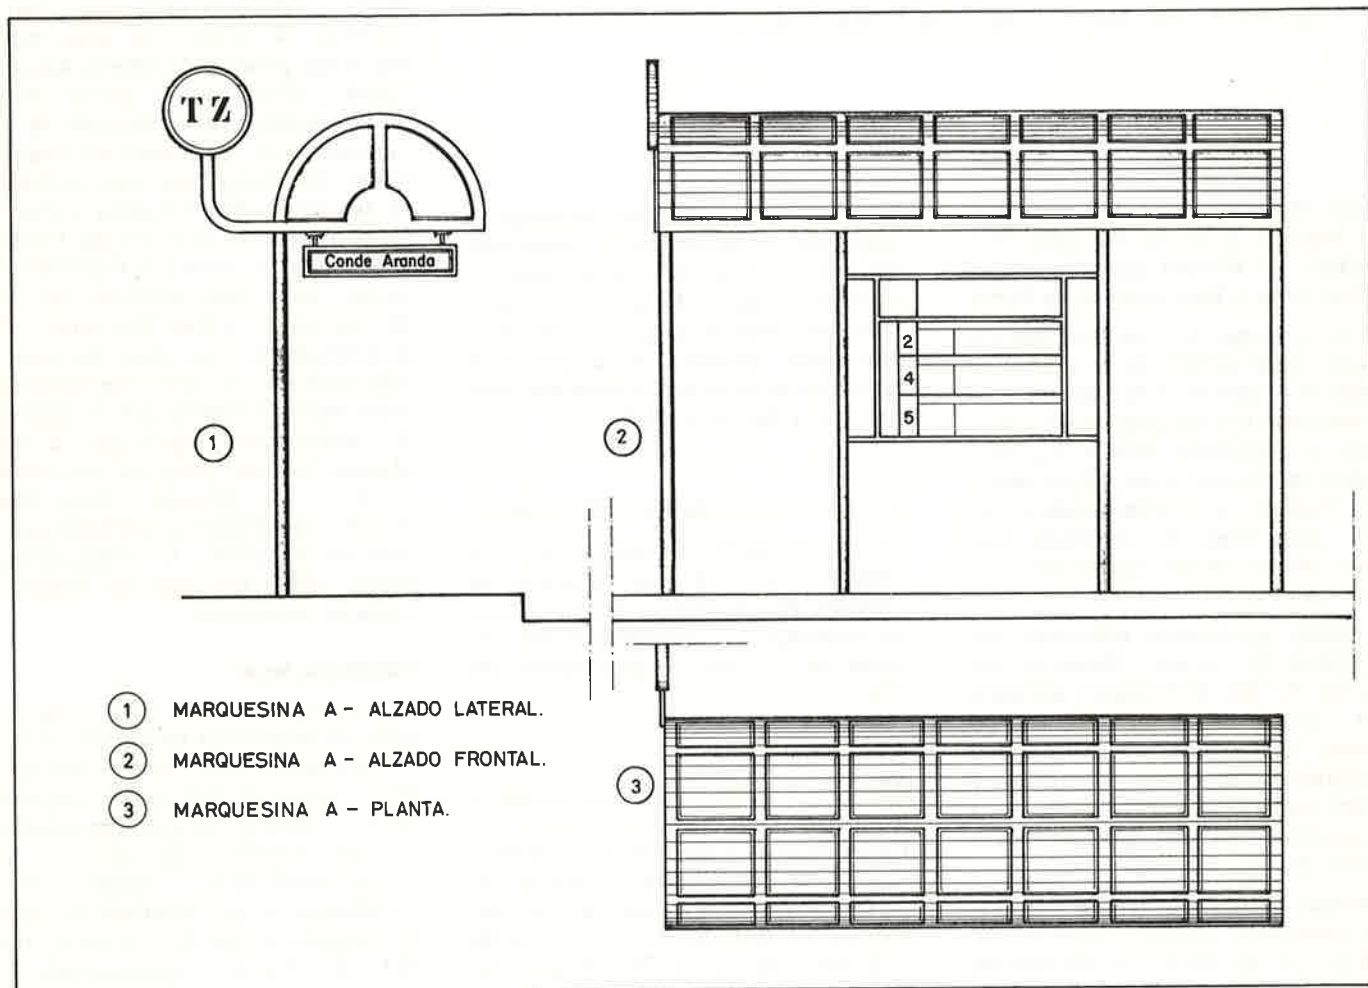 TZ
Conde Aranda
2
4
5
1
2
3
1 MARQUESINA A - ALZADO LATERAL.
2 MARQUESINA A - ALZADO FRONTAL.
3 MARQUESINA A - PLANTA.